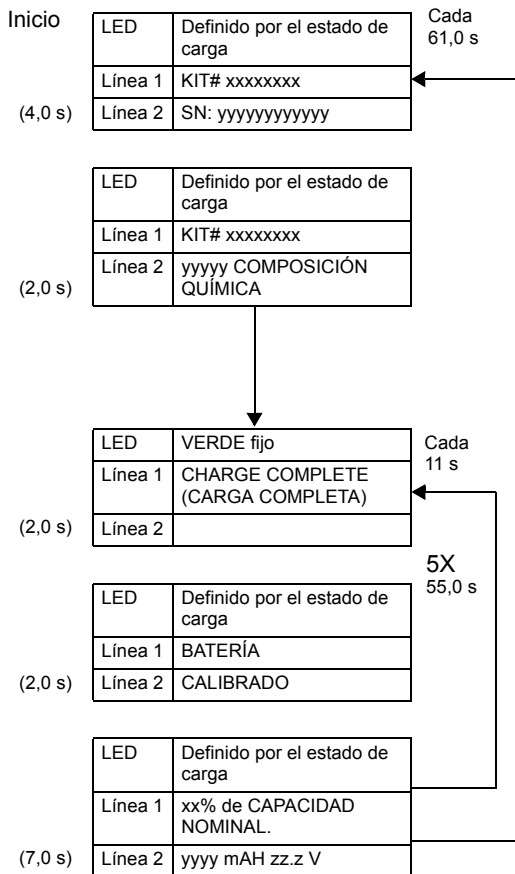 Inicio
LED Definido por el estado de
carga
Cada
61,0 s
Línea 1 KIT# xxxxxxxx
(4,0 s) Línea 2 SN: yyyyyyyyyyyy
LED Definido por el estado de
carga
Línea 1 KIT# xxxxxxxx
(2,0 s) Línea 2 yyyyy COMPOSICIÓN
QUÍMICA
LED VERDE fijo
Cada
11 s
Línea 1 CHARGE COMPLETE
(CARGA COMPLETA)
(2,0 s) Línea 2
5X
55,0 s
LED Definido por el estado de
carga
Línea 1 BATERÍA
(2,0 s) Línea 2 CALIBRADO
LED Definido por el estado de
carga
Línea 1 xx% de CAPACIDAD
NOMINAL.
(7,0 s) Línea 2 yyyy mAH zz.z V